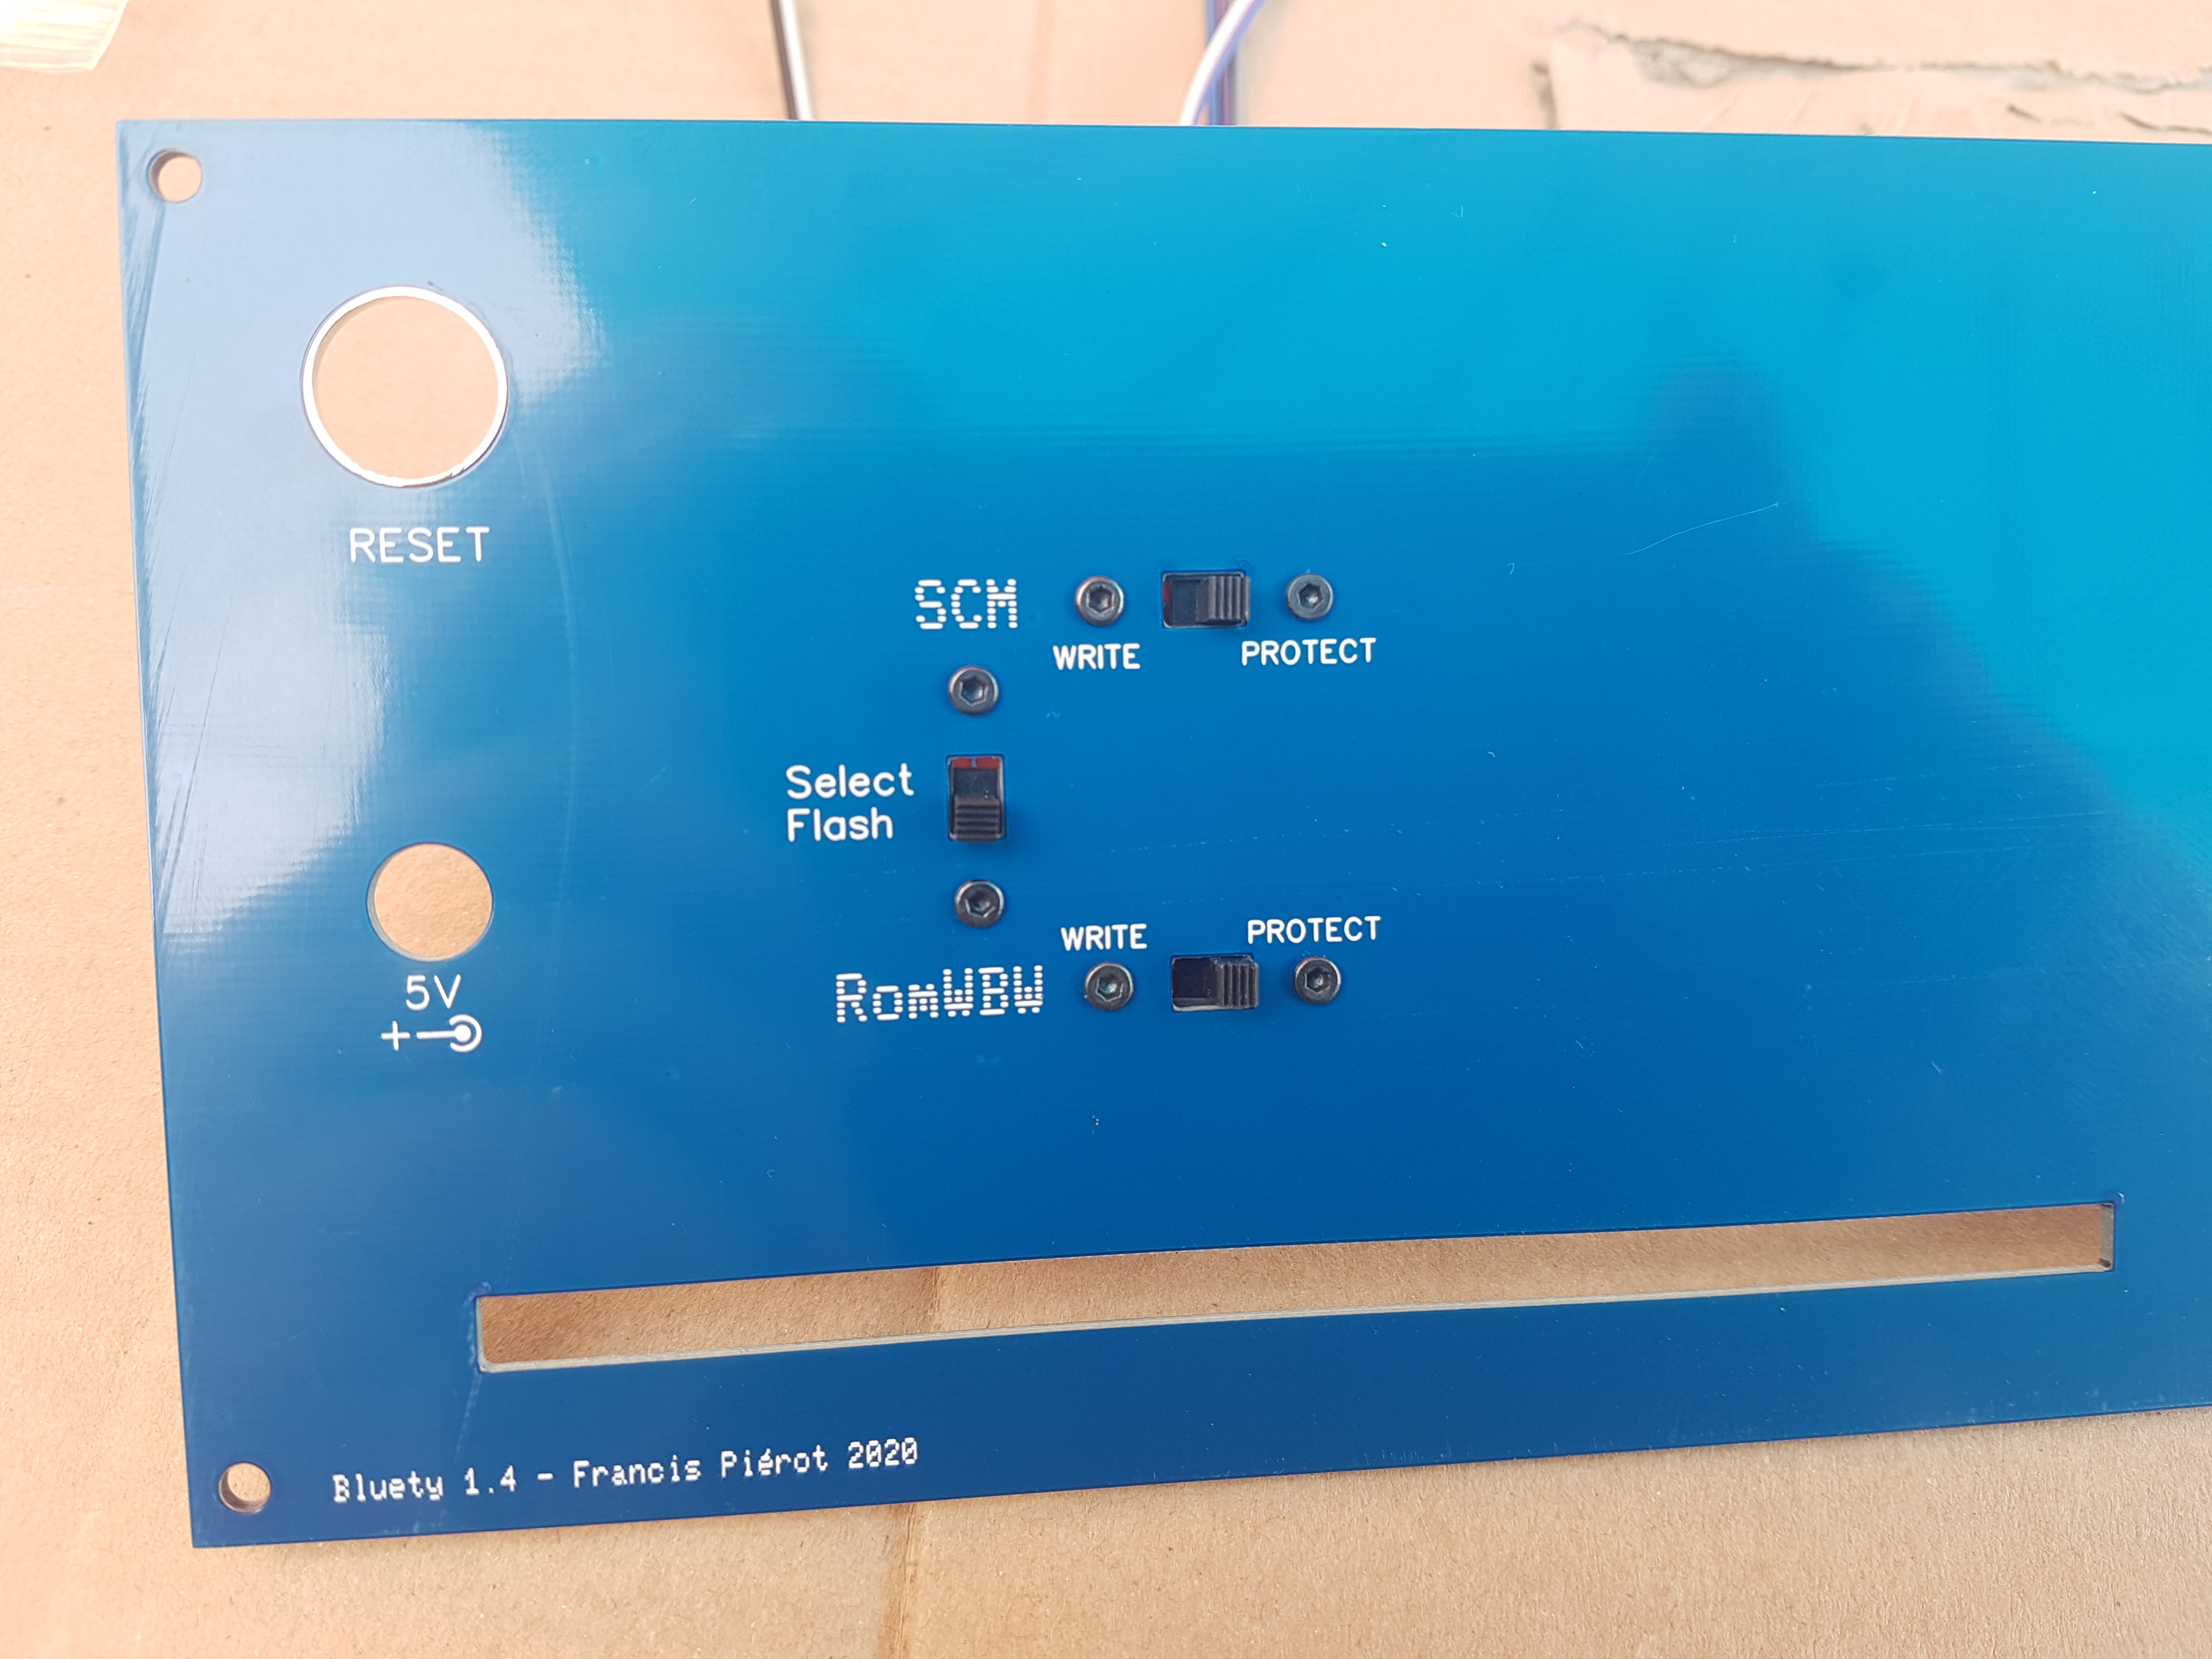 RESET
SCM
WRITE PROTECT
Select
Flash
5V
+
WRITE PROTECT
RomWBW
Bluety 1.4 - Francis Piérot 2020